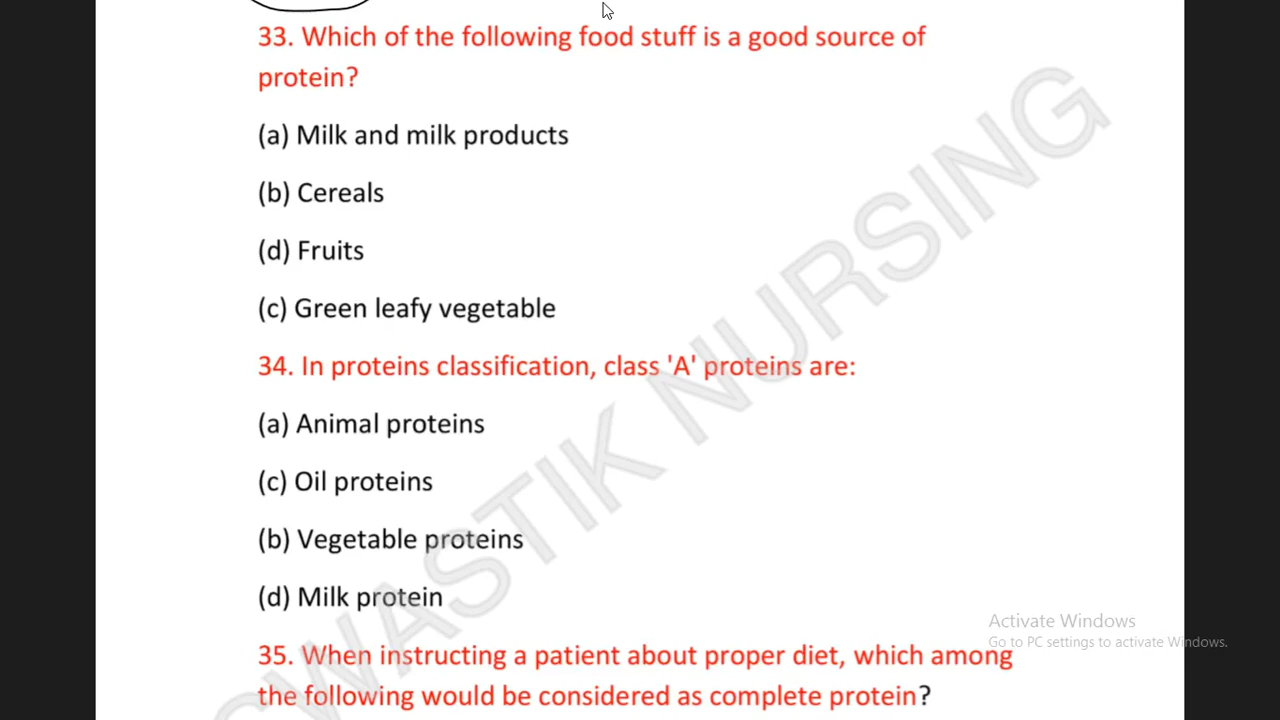 33. Which of the following food stuff is a good source of
protein?
(a) Milk and milk products
(b) Cereals
(d) Fruits
(c) Green leafy vegetable
34. In proteins classification, class 'A' proteins are:
(a) Animal proteins
(c) Oil proteins
(b) Vegetable proteins
(d) Milk protein
35. When instructing a patient about proper diet, which among
the following would be considered as complete protein?
SWASTIK NURSING
Activate Windows
Go to PC settings to activate Windows.